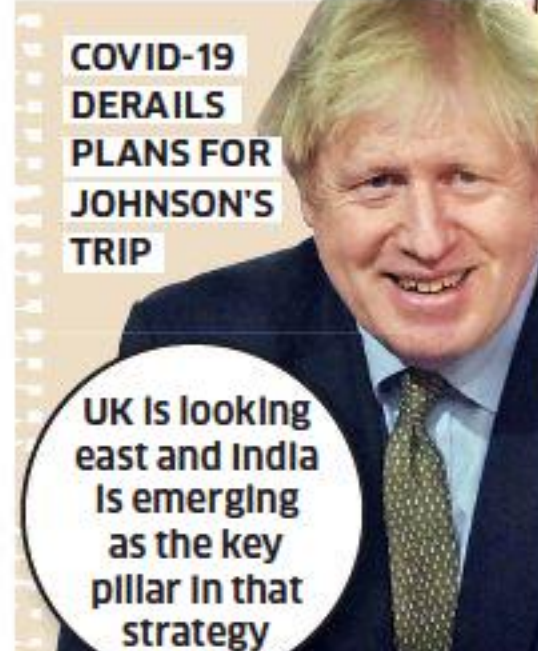 COVID-19
DERAILS
PLANS FOR
JOHNSON'S
TRIP
UK is looking
east and India
is emerging
as the key
pillar in that
strategy